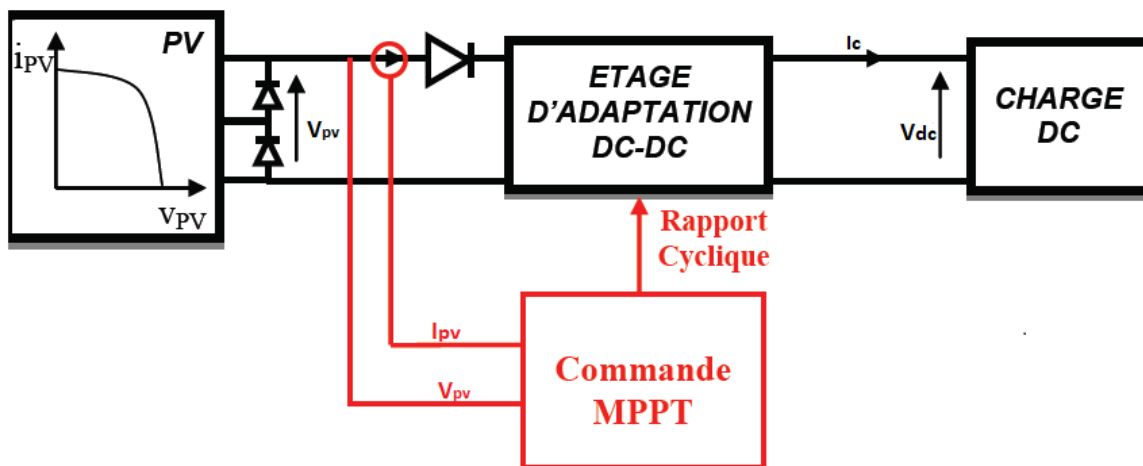 PV
iPV
VPV
Vpv
ETAGE
D'ADAPTATION
DC-DC
Ic
Vdc
CHARGE
DC
Rapport
Cyclique
Ipv
Vpv
Commande
MPPT